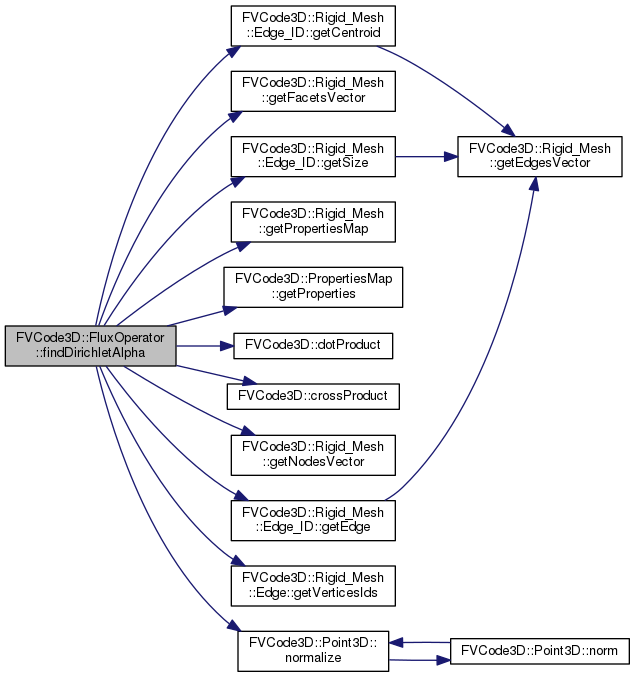 FVCode3D::FluxOperator
::findDirichletAlpha
FVCode3D::Rigid_Mesh
::Edge_ID::getCentroid
FVCode3D::Rigid_Mesh
::getFacetsVector
FVCode3D::Rigid_Mesh
::Edge_ID::getSize
FVCode3D::Rigid_Mesh
::getPropertiesMap
FVCode3D::PropertiesMap
::getProperties
FVCode3D::dotProduct
FVCode3D::crossProduct
FVCode3D::Rigid_Mesh
::getNodesVector
FVCode3D::Rigid_Mesh
::Edge_ID::getEdge
FVCode3D::Rigid_Mesh
::Edge::getVerticesIds
FVCode3D::Point3D::
normalize
FVCode3D::Rigid_Mesh
::getEdgesVector
FVCode3D::Point3D::norm